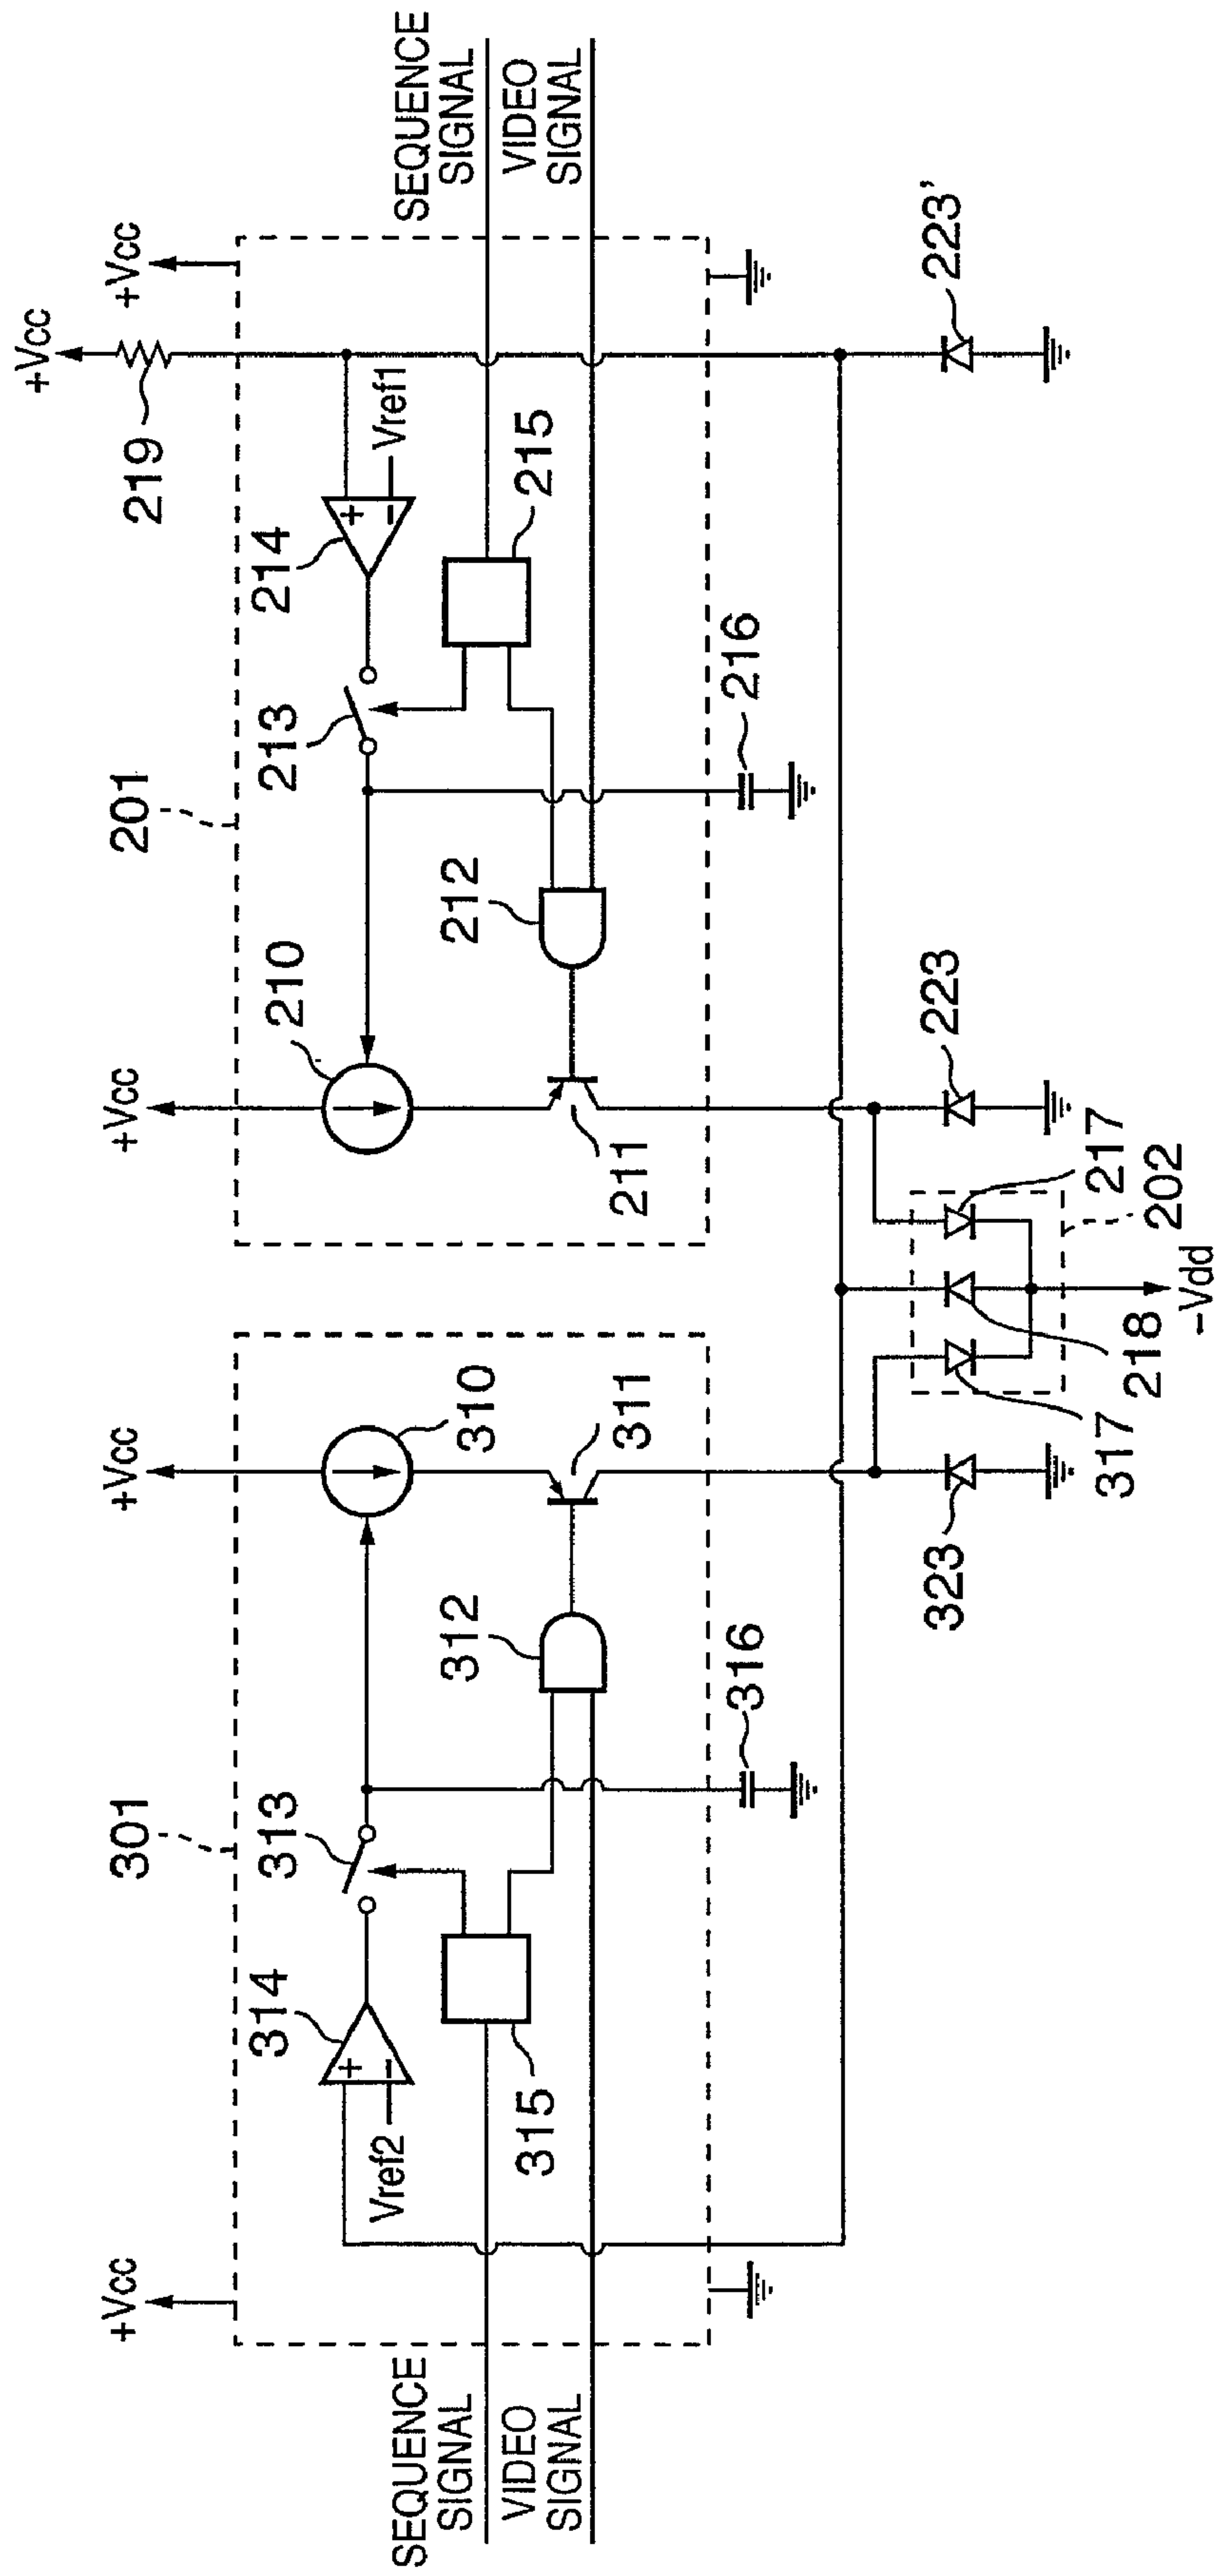 SEQUENCE
SIGNAL
VIDEO
SIGNAL
+Vcc
301
314
313
Vref2
315
312
316
+Vcc
310
311
323
317
218
-Vdd
202
217
223
+Vcc
201
210
211
212
213
214
Vref1
215
216
219
+Vcc
+Vcc
223'
SEQUENCE
SIGNAL
VIDEO
SIGNAL